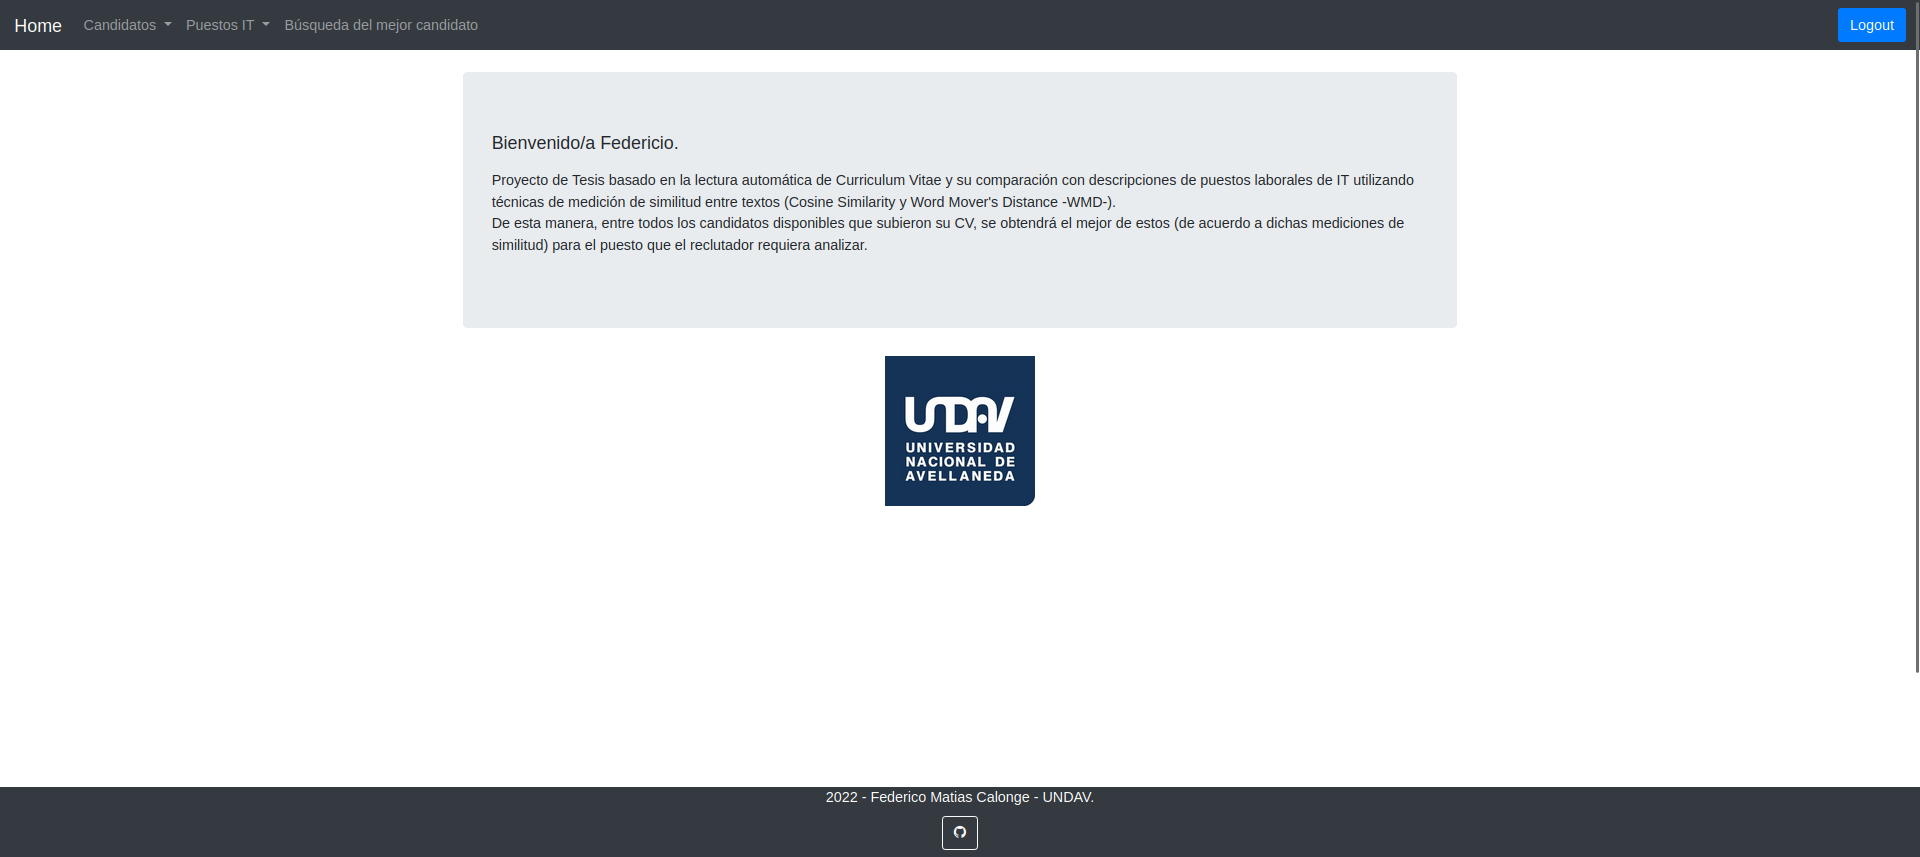 Home Candidatos Puestos IT Búsqueda del mejor candidato Logout
Bienvenido/a Federicio.
Proyecto de Tesis basado en la lectura automática de Curriculum Vitae y su comparación con descripciones de puestos laborales de IT utilizando
técnicas de medición de similitud entre textos (Cosine Similarity y Word Mover's Distance -WMD-).
De esta manera, entre todos los candidatos disponibles que subieron su CV, se obtendrá el mejor de estos (de acuerdo a dichas mediciones de
similitud) para el puesto que el reclutador requiera analizar.
UNDAV
UNIVERSIDAD
NACIONAL DE
AVELLANEDA
2022 - Federico Matias Calonge - UNDAV.